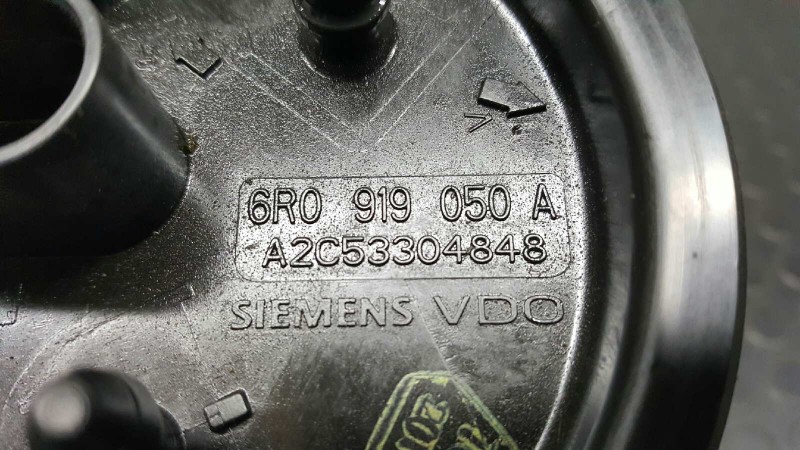 6R0 919 050 A
A2C53304848
SIEMENS VDO